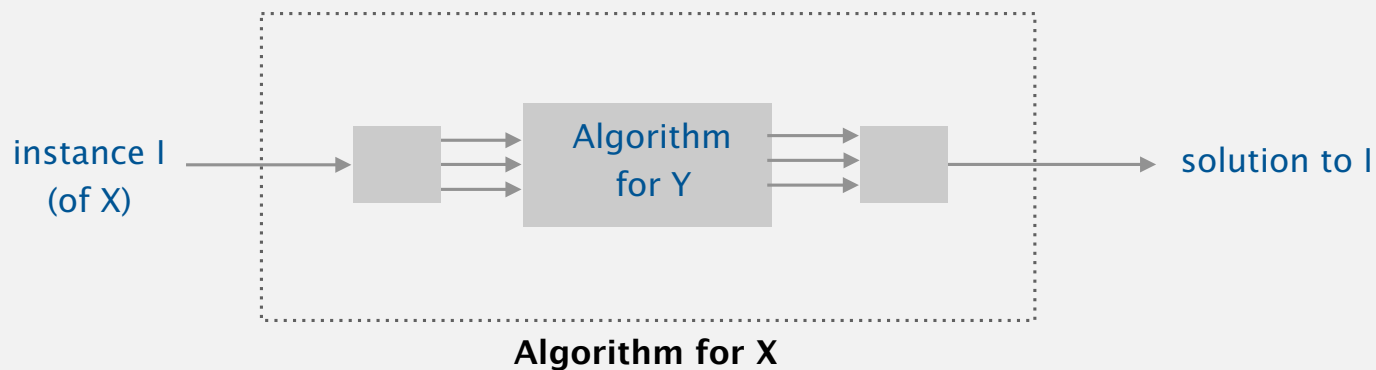 instance I
(of X)
Algorithm
for Y
solution to I
Algorithm for X